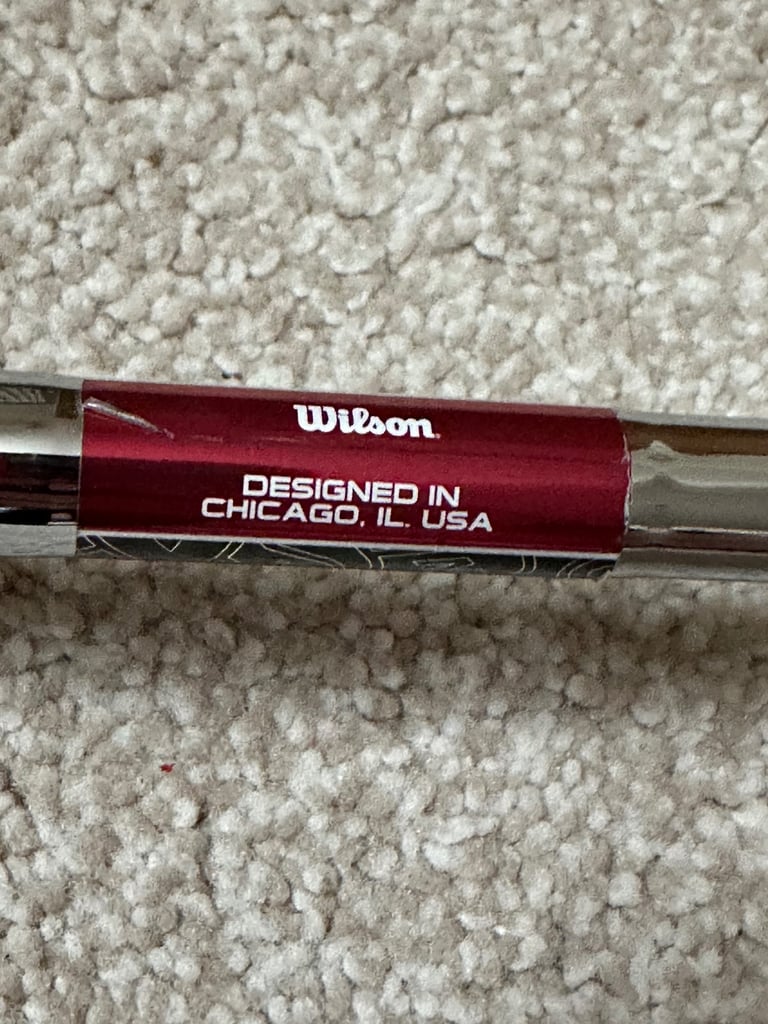 Wilson
DESIGNED IN
CHICAGO, IL. USA